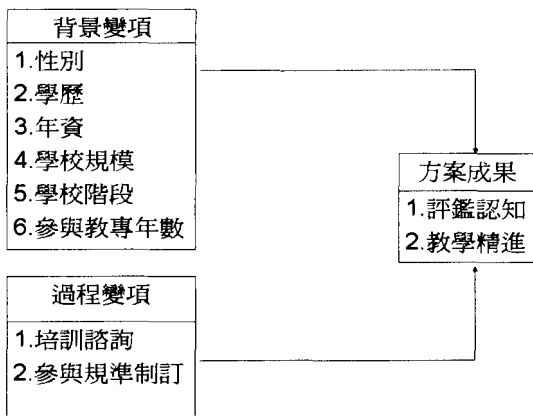 背景變項
1.性別
2.學歷
3.年資
4.學校規模
5.學校階段
6.參與教專年數
方案成果
1.評鑑認知
2.教學精進
過程變項
1.培訓諮詢
2.參與規準制訂